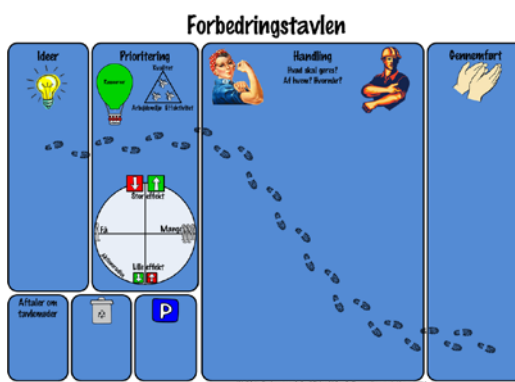 Forbedringstavlen
Ideer
Prioritering
Handling
Gennemført
Hvad skal gøres?
Af hvem? Hvornår?
Kvalitet
Ressourcer
Arbejdsmiljø Effektivitet
Stor effekt
Få
Mange
Lille effekt
Aftaler om
tavlemøder
P